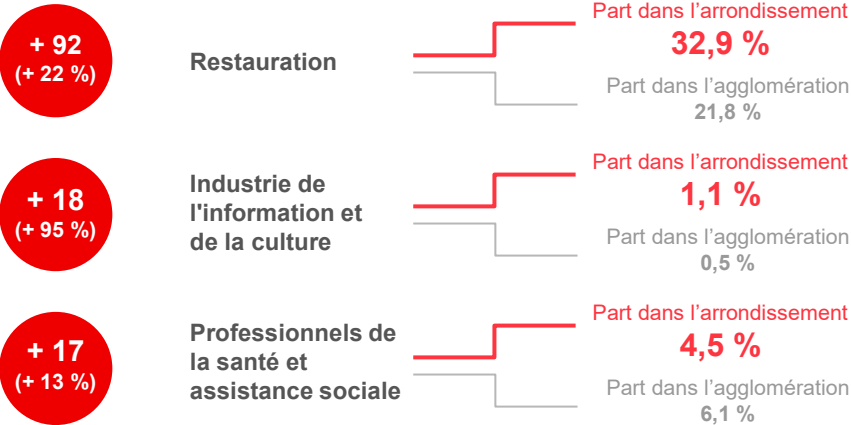 + 92
(+ 22 %)
Restauration
Part dans l’arrondissement
32,9 %
Part dans l’agglomération
21,8 %
+ 18
(+ 95 %)
Industrie de
l'information et
de la culture
Part dans l’arrondissement
1,1 %
Part dans l’agglomération
0,5 %
+ 17
(+ 13 %)
Professionnels de
la santé et
assistance sociale
Part dans l’arrondissement
4,5 %
Part dans l’agglomération
6,1 %